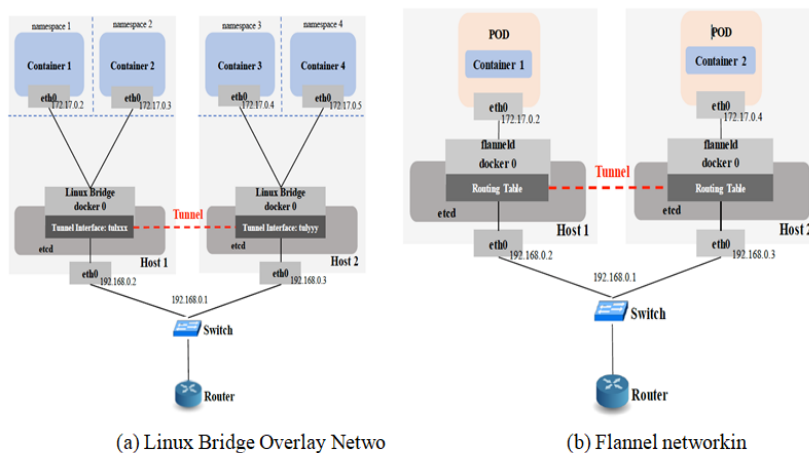 namespace 1
namespace 2
namespace 3
namespace 4
Container 1
Container 2
Container 3
Container 4
eth0
172.17.0.2
eth0
172.17.0.3
eth0
172.17.0.4
eth0
172.17.0.5
Linux Bridge
docker 0
Tunnel Interface: tulxxx
etcd
Host 1
Tunnel
Linux Bridge
docker 0
Tunnel Interface: tulyyy
etcd
Host 2
eth0
192.168.0.2
eth0
192.168.0.3
192.168.0.1
Switch
Router
(a) Linux Bridge Overlay Netwo
POD
Container 1
eth0
172.17.0.2
POD
Container 2
eth0
172.17.0.4
flanneld
docker 0
Routing Table
etcd
Host 1
Tunnel
flanneld
docker 0
Routing Table
etcd
Host 2
eth0
192.168.0.2
eth0
192.168.0.3
192.168.0.1
Switch
Router
(b) Flannel networkin